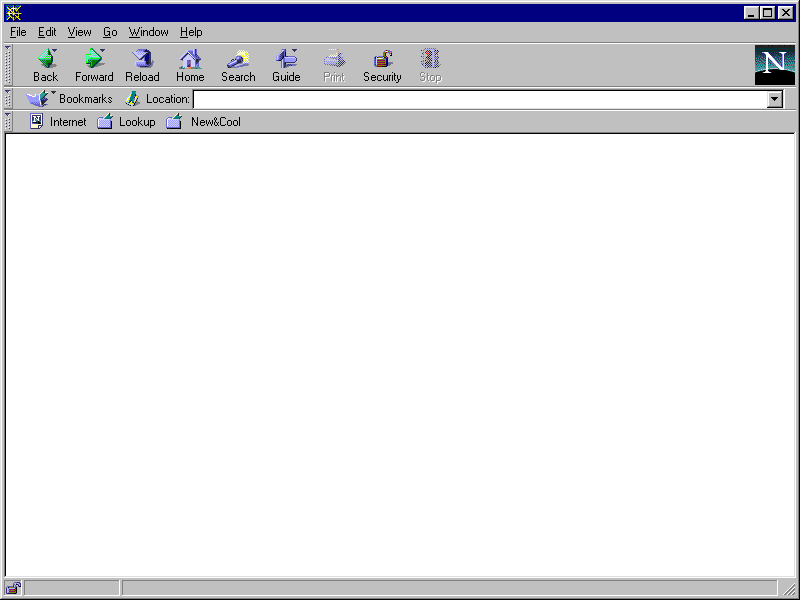 File Edit View Go Window Help
Back Forward Reload Home Search Guide Print Security Stop
N
Bookmarks Location:
Internet Lookup New&Cool